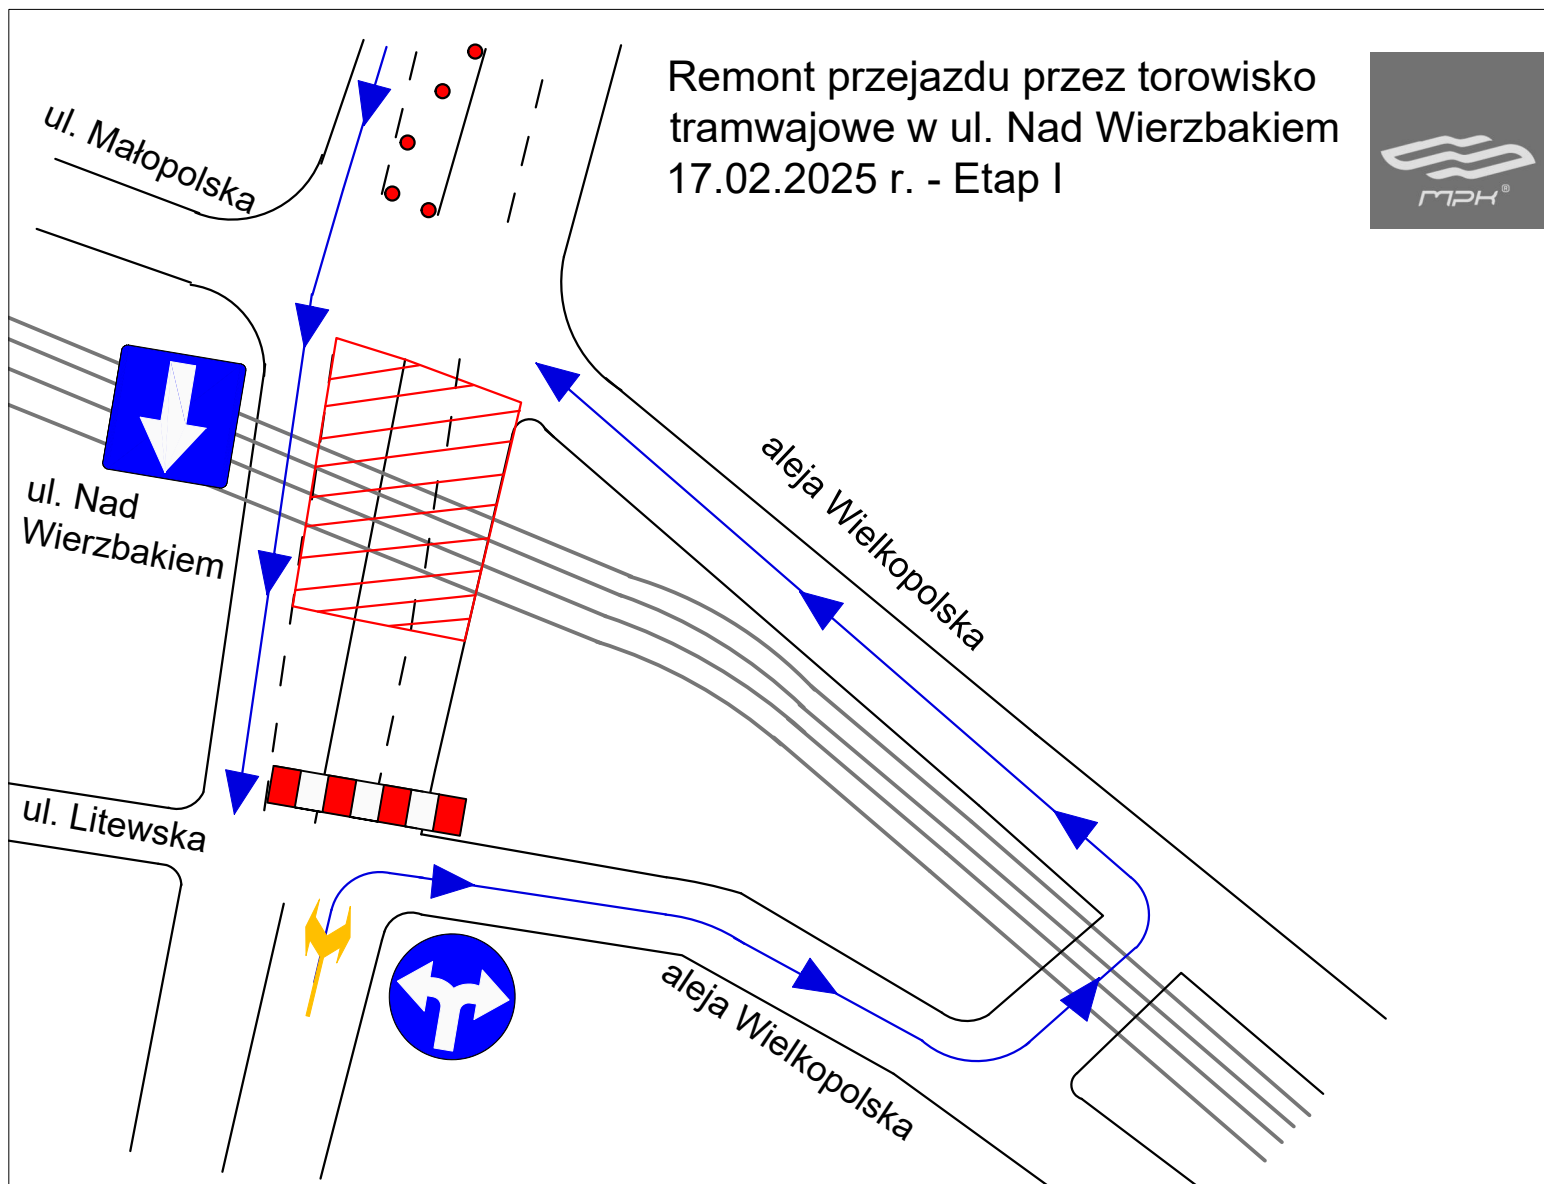 Remont przejazdu przez torowisko
tramwajowe w ul. Nad Wierzbakiem
17.02.2025 r. - Etap I
MPK®
ul. Małopolska
aleja Wielkopolska
ul. Nad
Wierzbakiem
ul. Litewska
aleja Wielkopolska